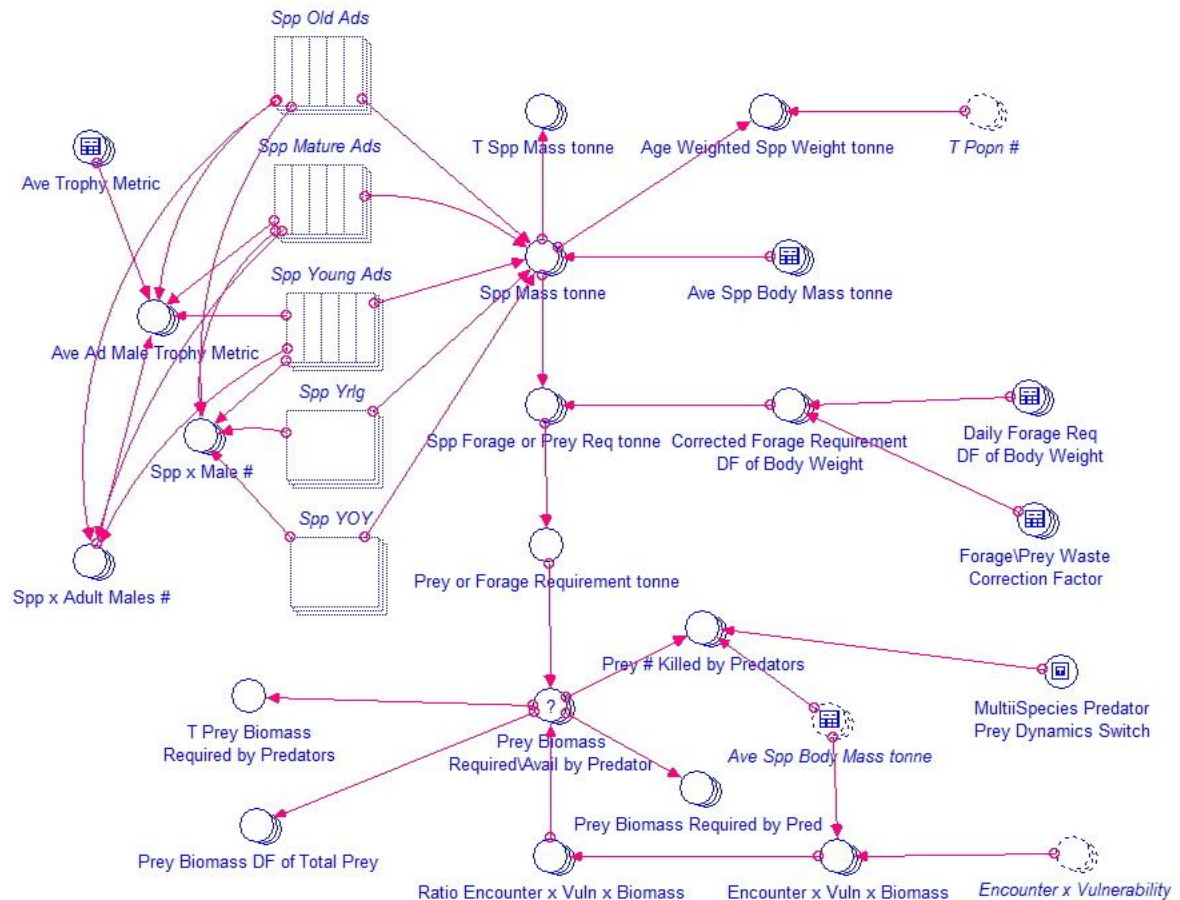 Spp Old Ads
Spp Mature Ads
Ave Trophy Metric
T Spp Mass tonne
Age Weighted Spp Weight tonne
T Popn #
Spp Young Ads
Spp Mass tonne
Ave Spp Body Mass tonne
Ave Ad Male Trophy Metric
Spp Yrlg
Spp x Male #
Spp Forage or Prey Req tonne
Corrected Forage Requirement
DF of Body Weight
Daily Forage Req
DF of Body Weight
Spp YOY
Forage\Prey Waste
Correction Factor
Spp x Adult Males #
Prey or Forage Requirement tonne
Prey # Killed by Predators
MultiiSpecies Predator
Prey Dynamics Switch
?
T Prey Biomass
Required by Predators
Prey Biomass
Required\Avail by Predator
Ave Spp Body Mass tonne
Prey Biomass Required by Pred
Prey Biomass DF of Total Prey
Ratio Encounter x Vuln x Biomass
Encounter x Vuln x Biomass
Encounter x Vulnerability